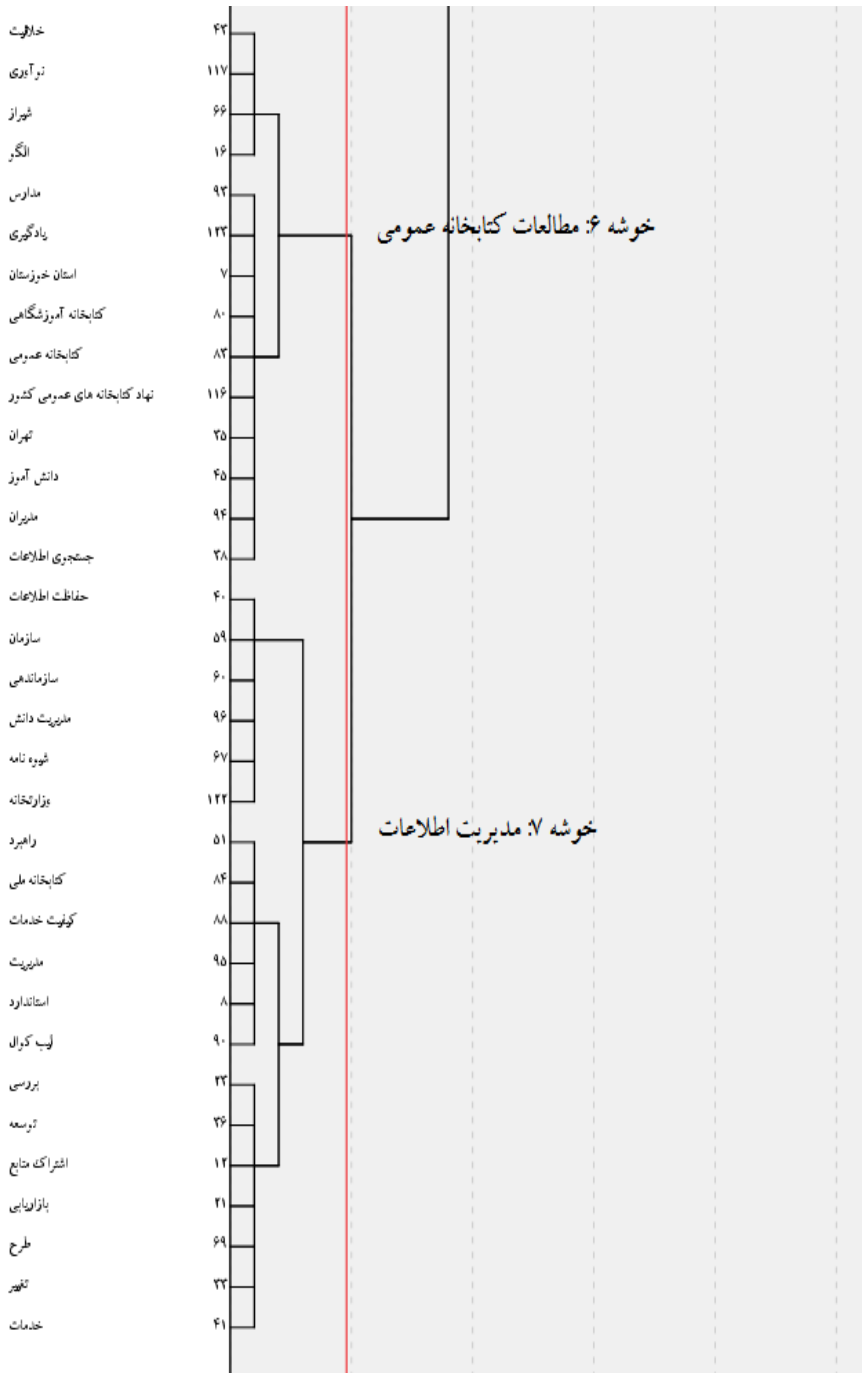 خلاقیت ۴۳
نوآوری ۱۱۷
شیراز ۶۶
الگو ۱۶
مدارس ۹۳
یادگیری ۱۲۳
خوشه ۶: مطالعات کتابخانه عمومی
استان خوزستان ۷
کتابخانه آموزشگاهی ۸۰
کتابخانه عمومی ۸۳
نهاد کتابخانه های عمومی کشور ۱۱۶
تهران ۳۵
دانش آموز ۴۵
مدیران ۹۴
جستجوی اطلاعات ۳۸
حفاظت اطلاعات ۴۰
سازمان ۵۹
سازماندهی ۶۰
مدیریت دانش ۹۶
شیوه نامه ۶۷
وزارتخانه ۱۲۲
خوشه ۷: مدیریت اطلاعات
راهبرد ۵۱
کتابخانه ملی ۸۴
کیفیت خدمات ۸۸
مدیریت ۹۵
استاندارد ۸
لیب کوال ۹۰
بررسی ۲۳
توسعه ۳۶
اشتراک منابع ۱۲
بازاریابی ۲۱
طرح ۶۹
تغییر ۳۳
خدمات ۴۱